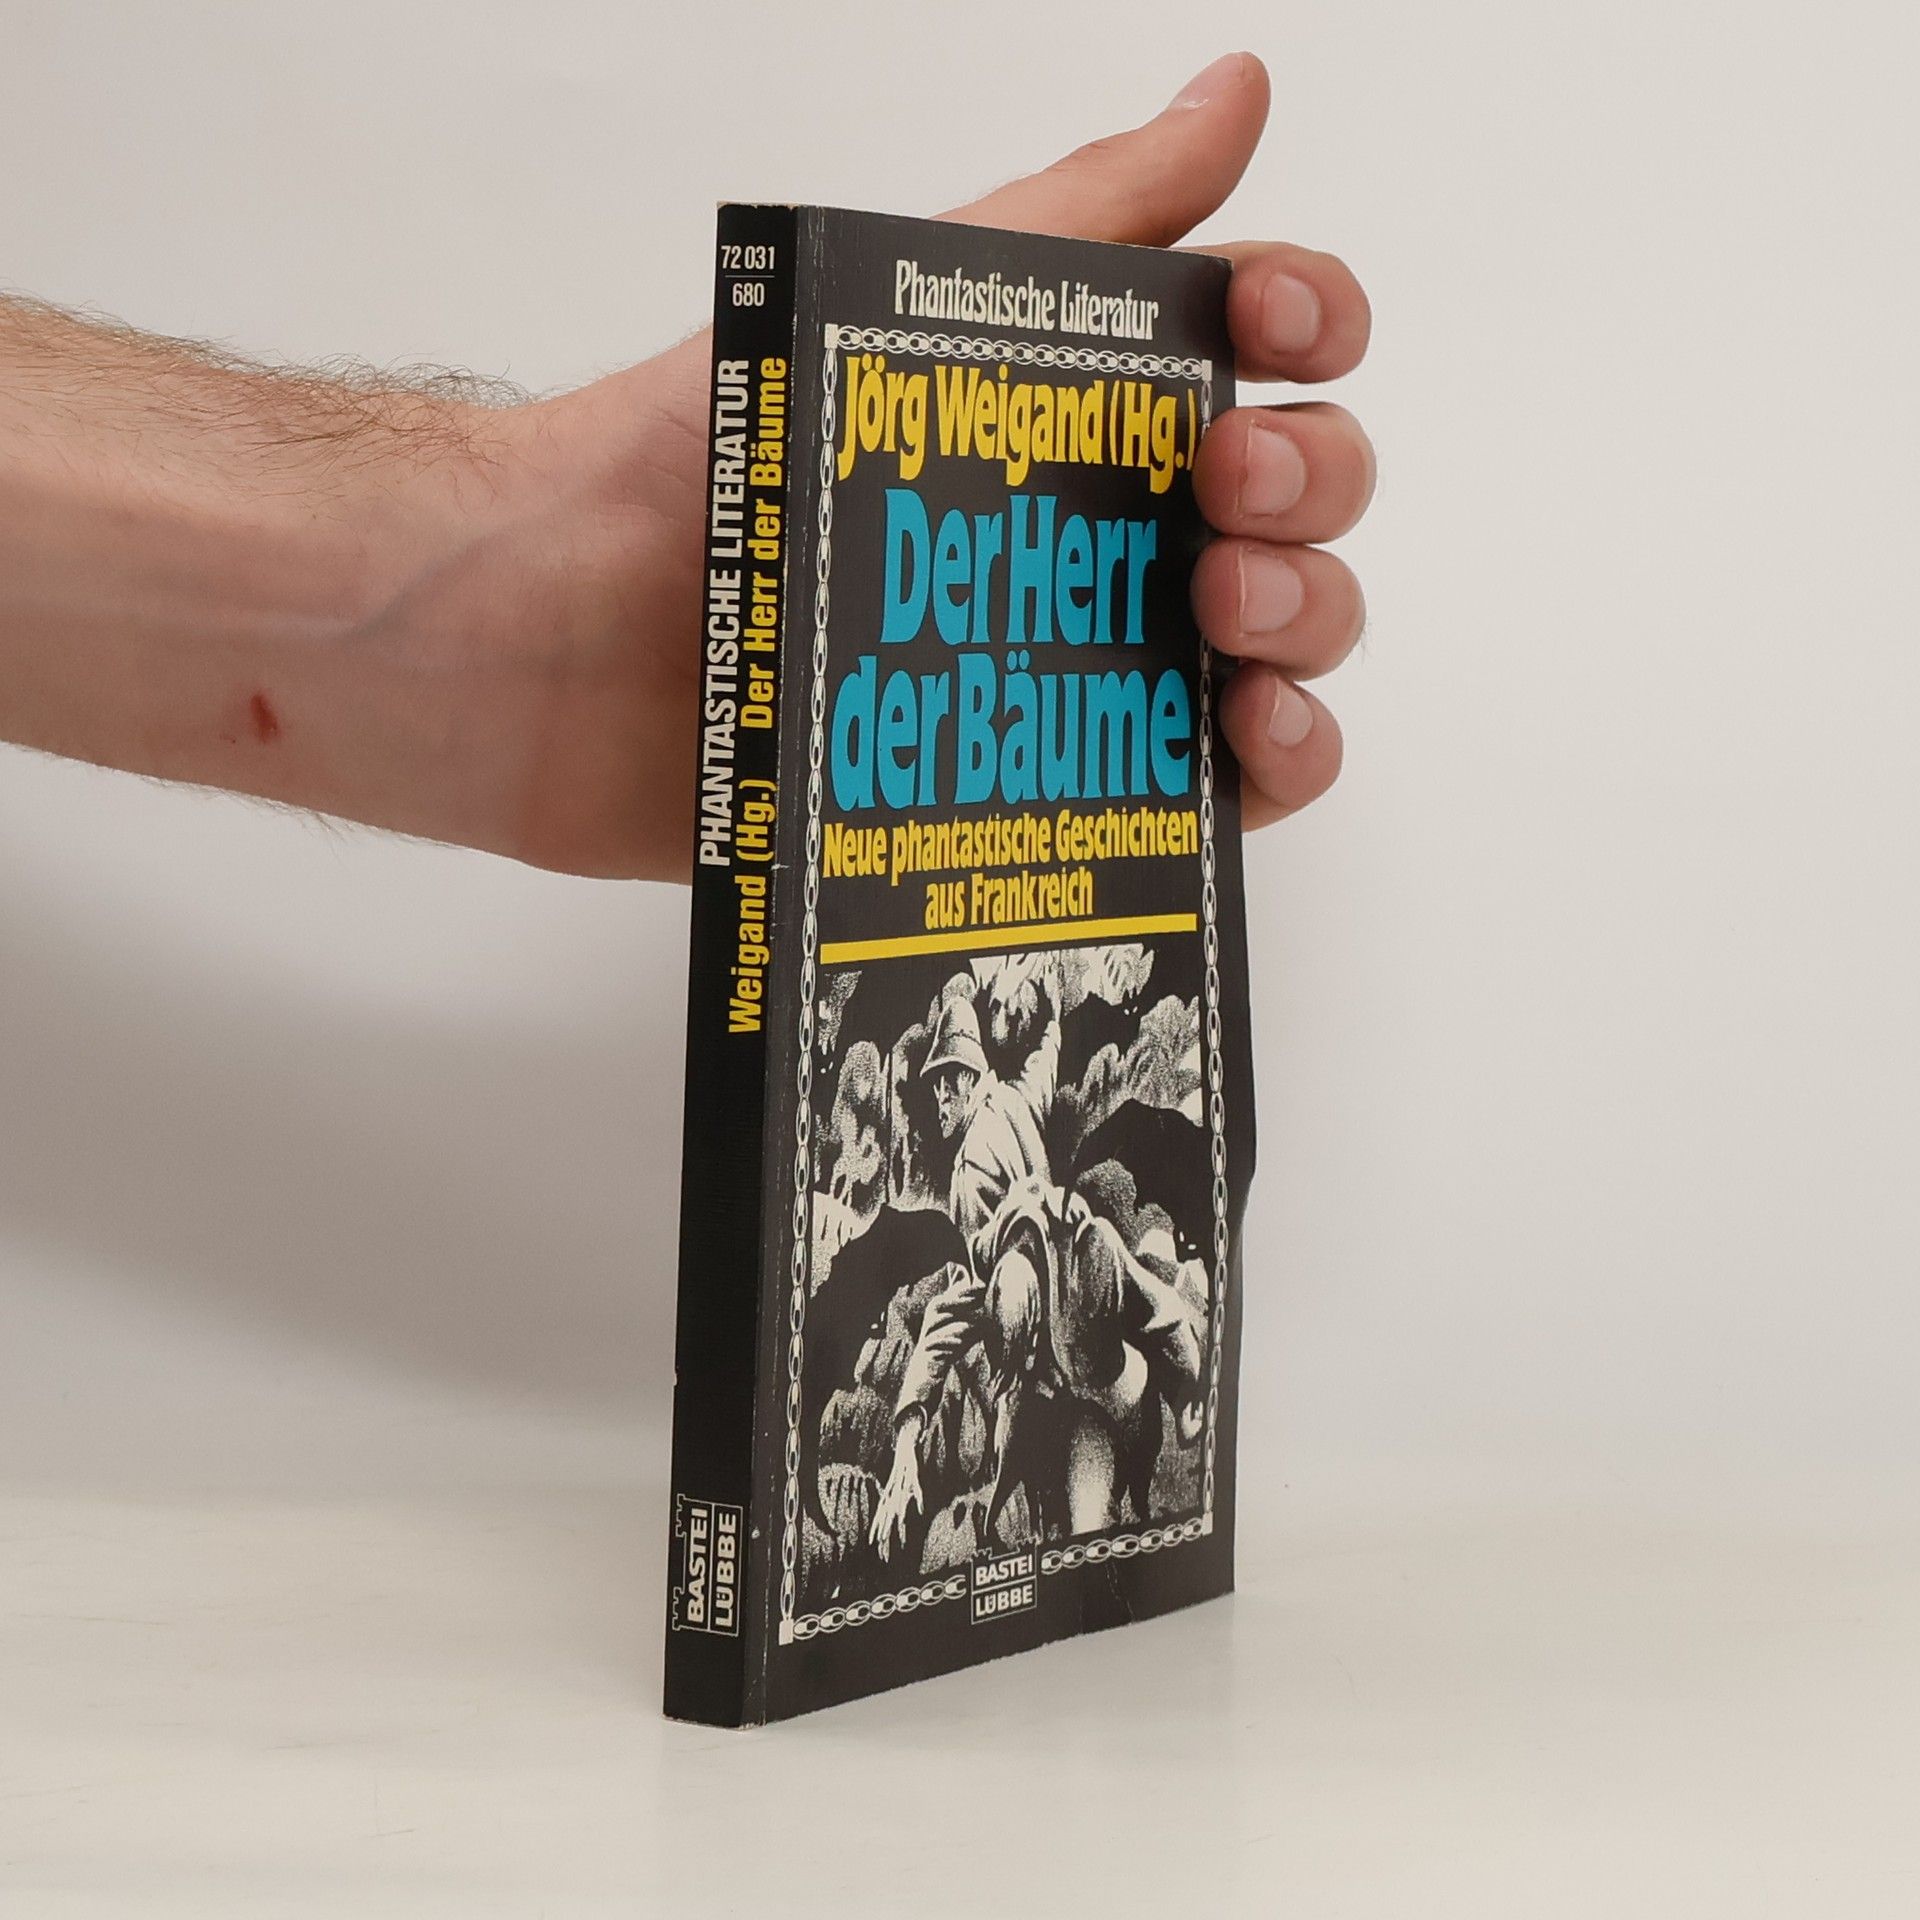 72 031
680
PHANTASTISCHE LITERATUR
Weigand (Hg.) Der Herr der Bäume
BASTEI
LÜBBE
Phantastische Literatur
Jörg Weigand (Hg.)
Der Herr
der Bäume
Neue phantastische Geschichten
aus Frankreich
BASTEI
LÜBBE